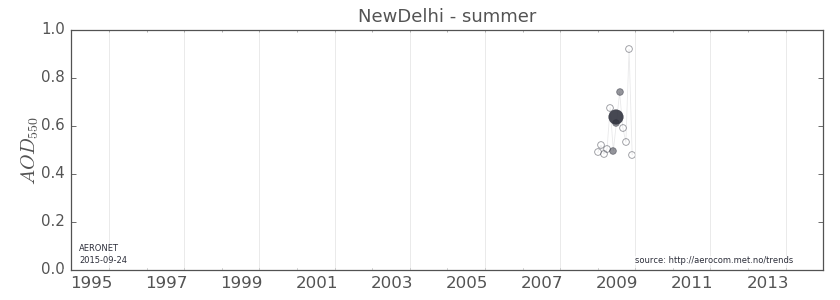 NewDelhi - summer
1.0
0.8
0.6
0.4
0.2
0.0
AOD550
AERONET
2015-09-24
source: http://aerocom.met.no/trends
1995 1997 1999 2001 2003 2005 2007 2009 2011 2013